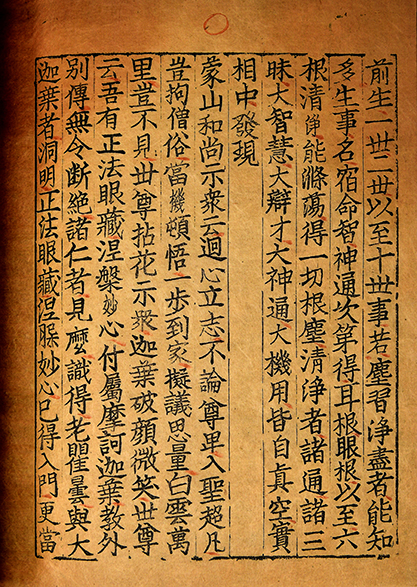 前生一世二世以至十世事若塵習淨盡者能知
多生事名宿命智神通次第得耳根眼根以至六
根清淨能滌蕩得一切根塵清淨者諸通諸三
昧大智慧大辯才大神通大機用皆自真空實
相中發現
蒙山和尚示衆云迴心立志不論尊卑入聖超凡
豈拘僧俗當機頓悟一步到家擬議思量白雲萬
里豈不見世尊拈花示衆迦葉破顔微笑世尊
云吾有正法眼藏涅槃妙心付屬摩訶迦葉教外
別傳無令斷絶諸仁者見麽識得老瞿曇與大
迦葉者洞明正法眼藏涅槃妙心已得入門更當